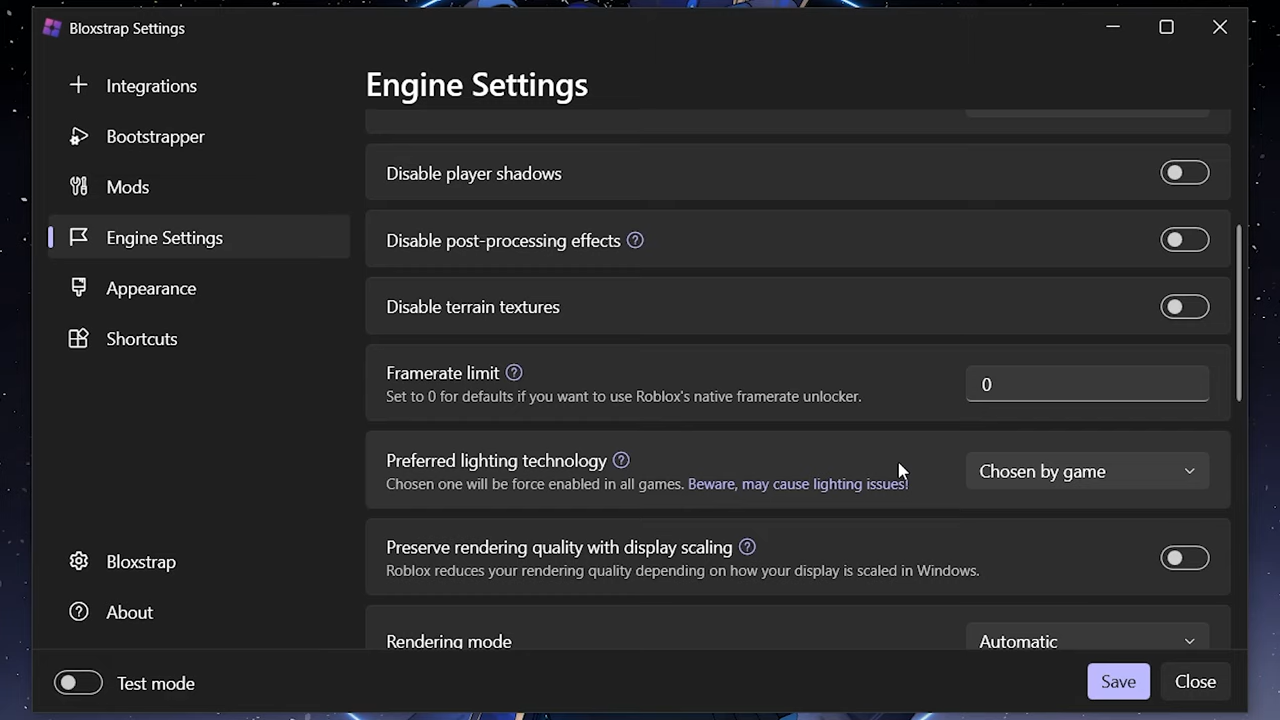 Bloxstrap Settings
Integrations
Bootstrapper
Mods
Engine Settings
Appearance
Shortcuts
Bloxstrap
About
Test mode
Engine Settings
Disable player shadows
Disable post-processing effects
Disable terrain textures
Framerate limit
Set to 0 for defaults if you want to use Roblox's native framerate unlocker.
0
Preferred lighting technology
Chosen one will be force enabled in all games. Beware, may cause lighting issues!
Chosen by game
Preserve rendering quality with display scaling
Roblox reduces your rendering quality depending on how your display is scaled in Windows.
Rendering mode
Automatic
Save
Close